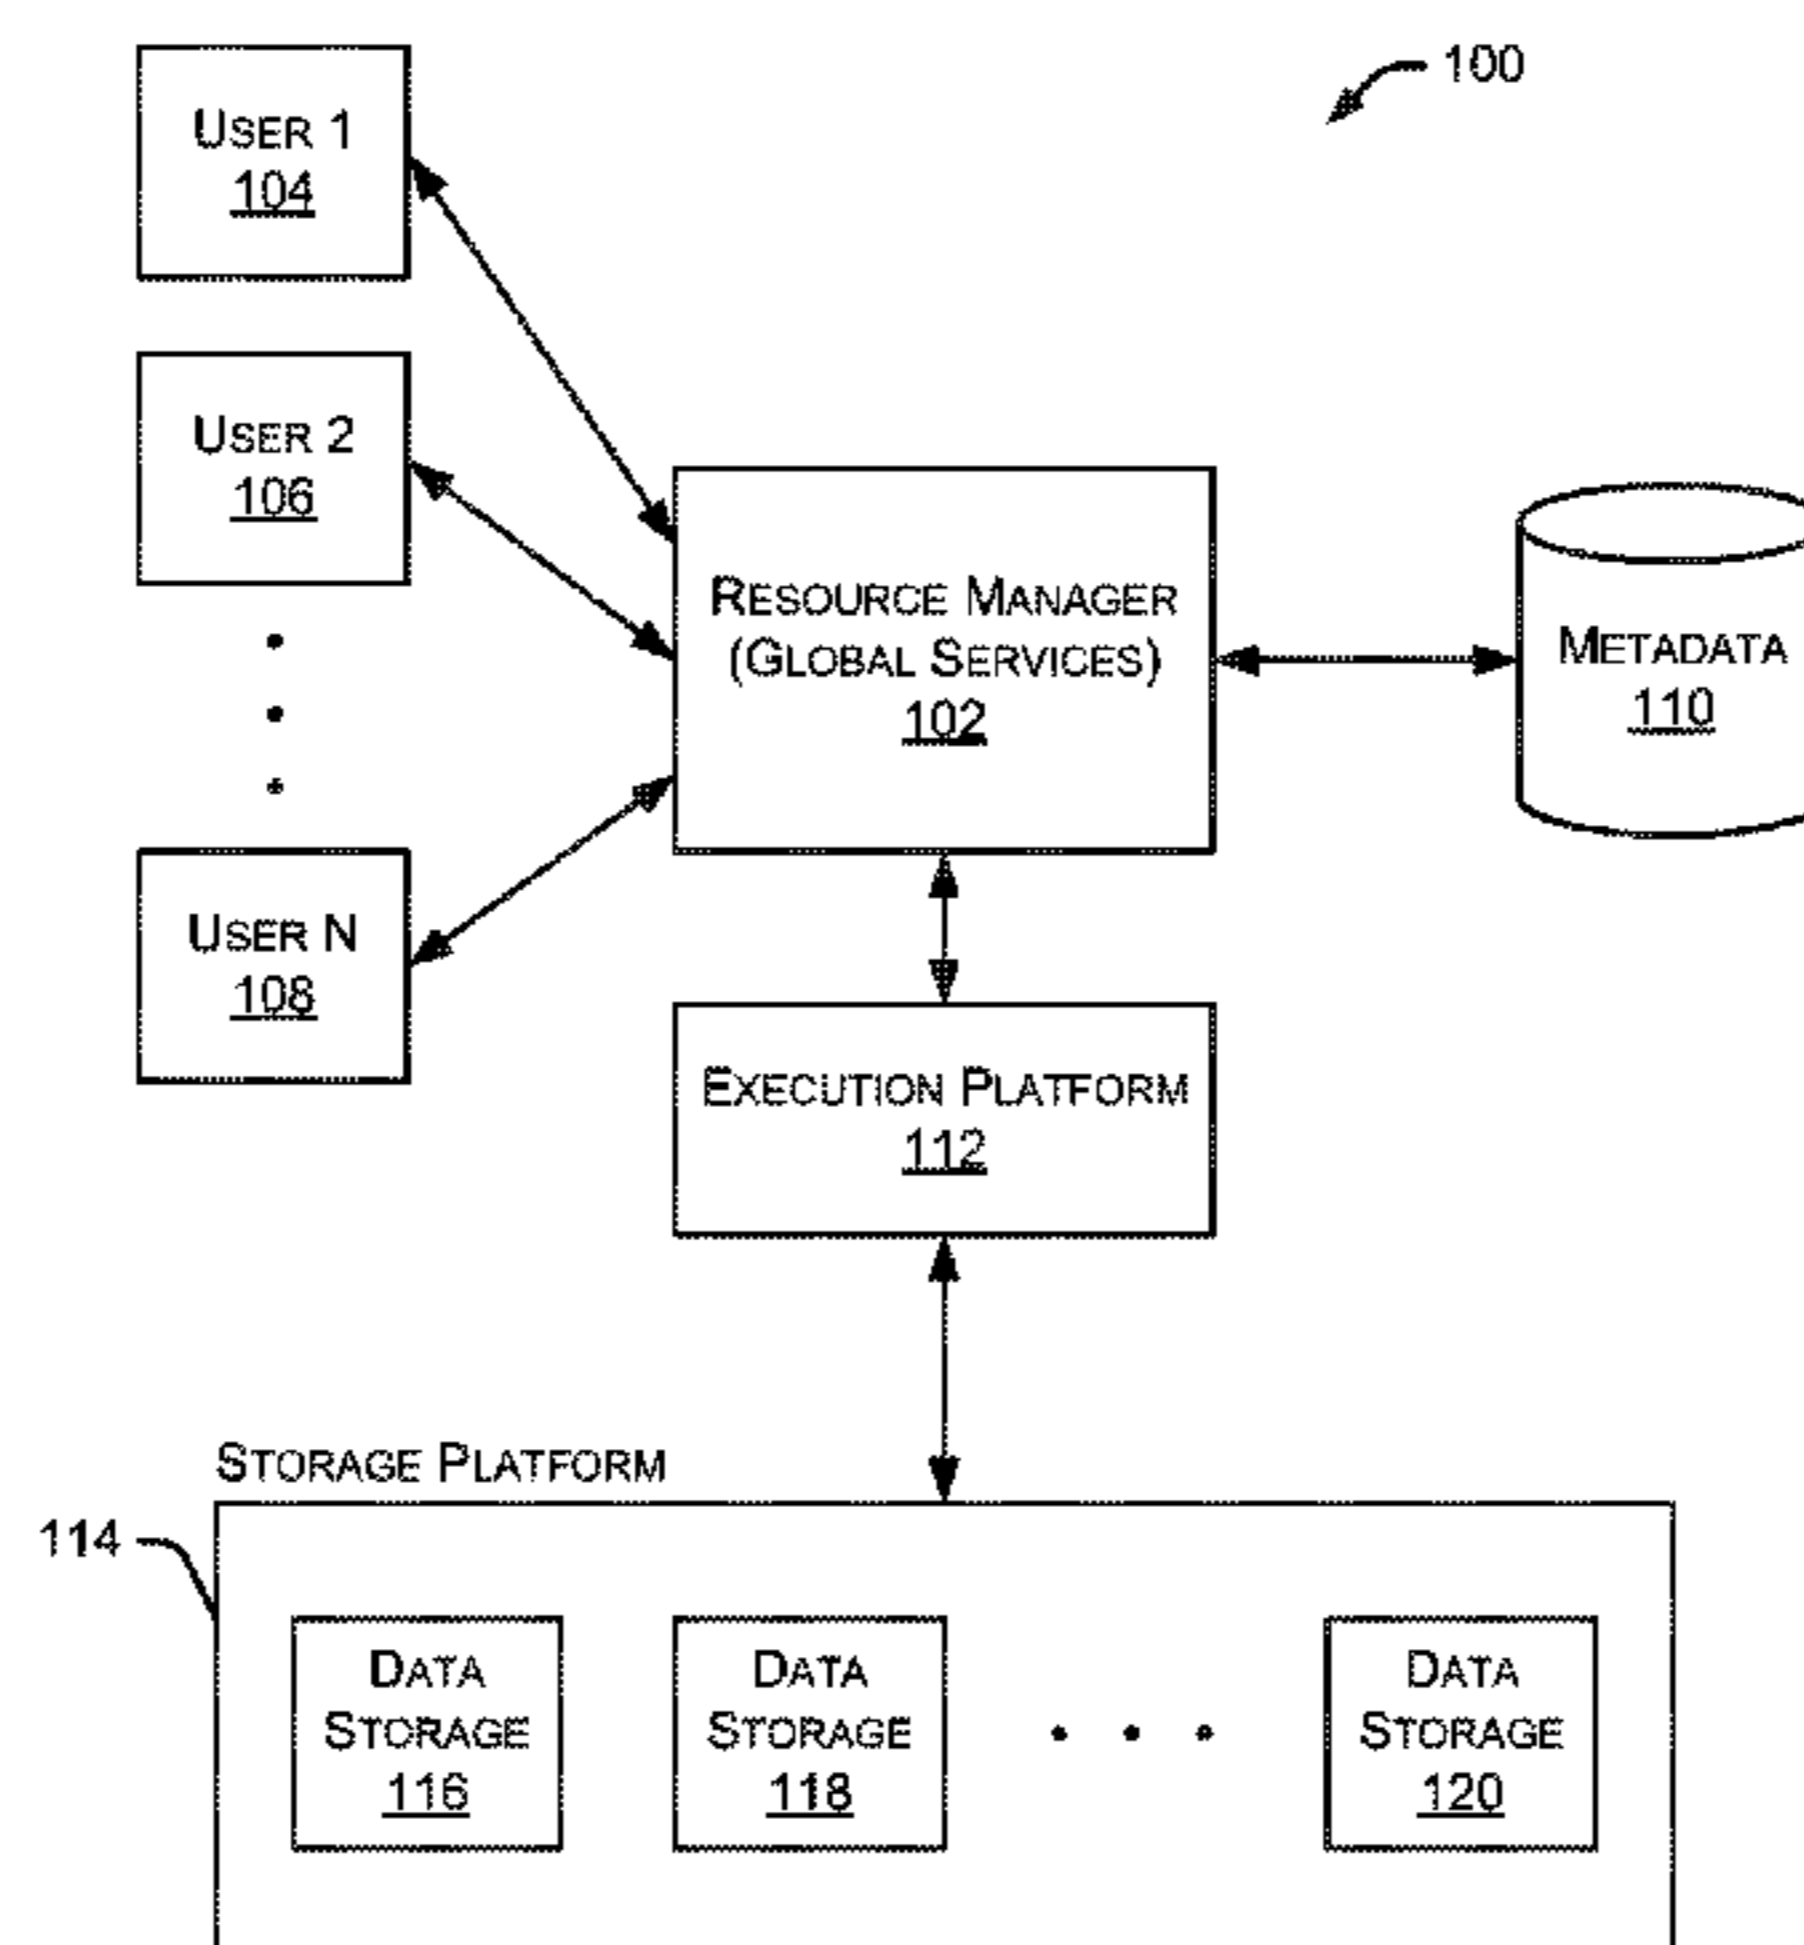 100
USER 1
104
USER 2
106
RESOURCE MANAGER
(GLOBAL SERVICES)
102
METADATA
110
USER N
108
EXECUTION PLATFORM
112
STORAGE PLATFORM
114
DATA
STORAGE
116
DATA
STORAGE
118
DATA
STORAGE
120